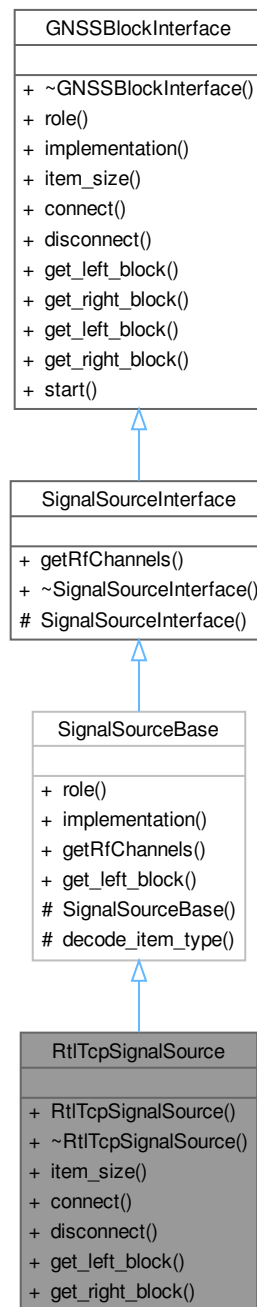 GNSSBlockInterface
+ ~GNSSBlockInterface()
+ role()
+ implementation()
+ item_size()
+ connect()
+ disconnect()
+ get_left_block()
+ get_right_block()
+ get_left_block()
+ get_right_block()
+ start()
SignalSourceInterface
+ getRfChannels()
+ ~SignalSourceInterface()
# SignalSourceInterface()
SignalSourceBase
+ role()
+ implementation()
+ getRfChannels()
+ get_left_block()
# SignalSourceBase()
# decode_item_type()
RtlTcpSignalSource
+ RtlTcpSignalSource()
+ ~RtlTcpSignalSource()
+ item_size()
+ connect()
+ disconnect()
+ get_left_block()
+ get_right_block()